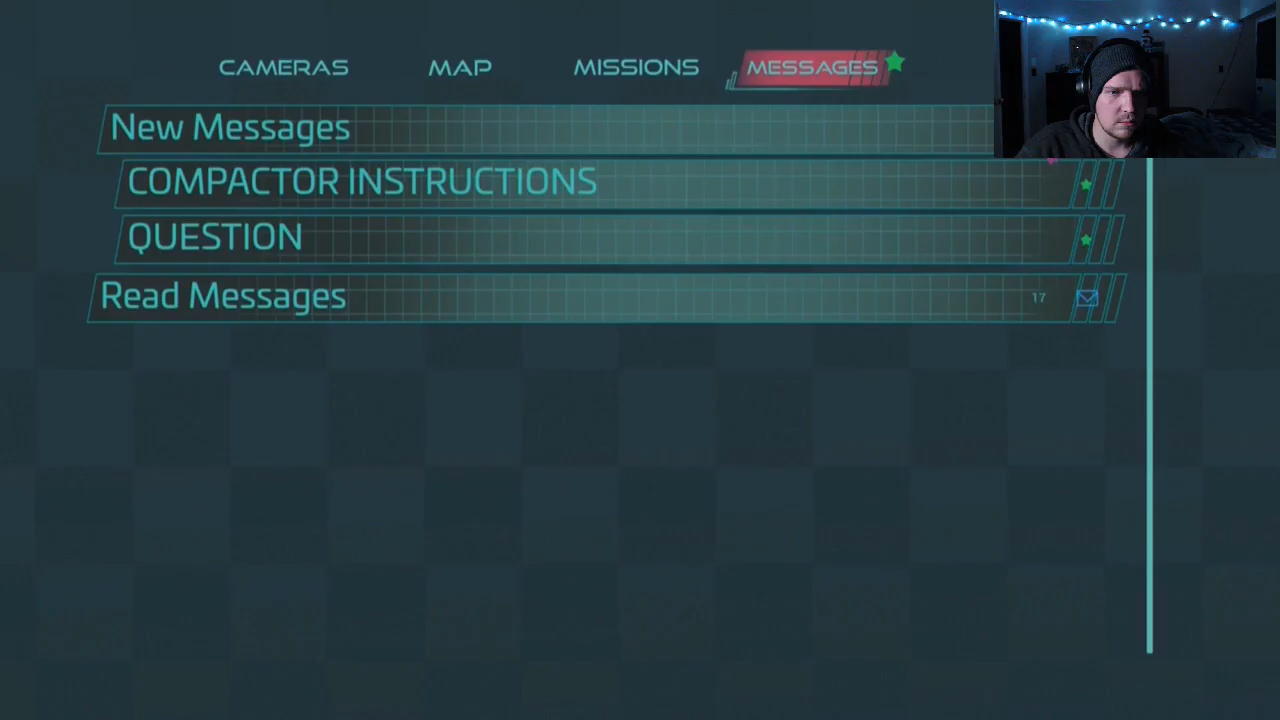 CAMERAS MAP MISSIONS MESSAGES
New Messages
COMPACTOR INSTRUCTIONS
QUESTION
Read Messages 17